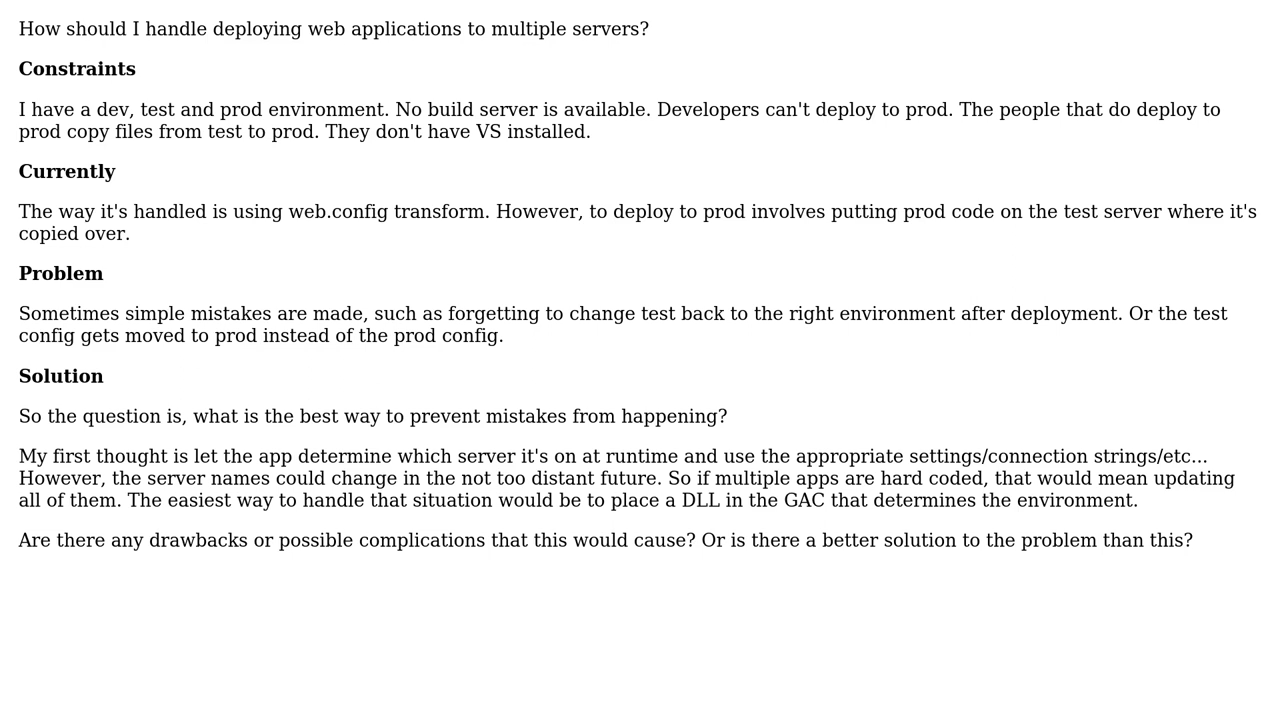 How should I handle deploying web applications to multiple servers?
Constraints
I have a dev, test and prod environment. No build server is available. Developers can't deploy to prod. The people that do deploy to
prod copy files from test to prod. They don't have VS installed.
Currently
The way it's handled is using web.config transform. However, to deploy to prod involves putting prod code on the test server where it's
copied over.
Problem
Sometimes simple mistakes are made, such as forgetting to change test back to the right environment after deployment. Or the test
config gets moved to prod instead of the prod config.
Solution
So the question is, what is the best way to prevent mistakes from happening?
My first thought is let the app determine which server it's on at runtime and use the appropriate settings/connection strings/etc...
However, the server names could change in the not too distant future. So if multiple apps are hard coded, that would mean updating
all of them. The easiest way to handle that situation would be to place a DLL in the GAC that determines the environment.
Are there any drawbacks or possible complications that this would cause? Or is there a better solution to the problem than this?